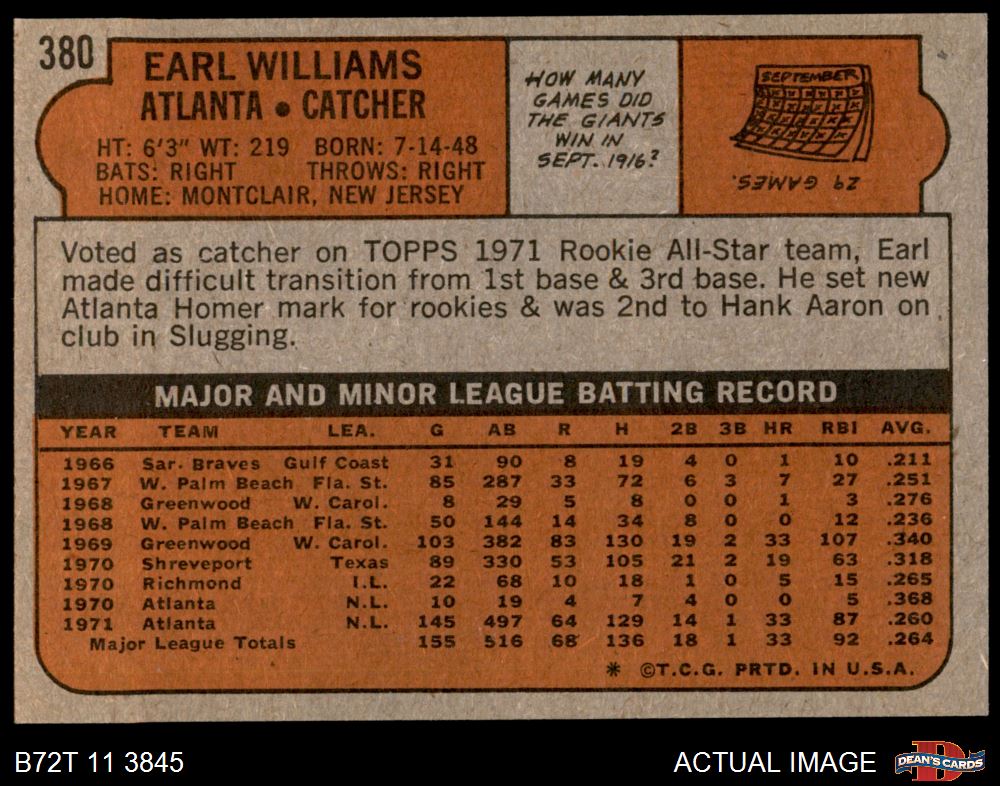 380
EARL WILLIAMS
ATLANTA • CATCHER
HT: 6'3" WT: 219 BORN: 7-14-48
BATS: RIGHT THROWS: RIGHT
HOME: MONTCLAIR, NEW JERSEY
HOW MANY
GAMES DID
THE GIANTS
WIN IN
SEPT. 1916?
SEPTEMBER
29 GAMES.
Voted as catcher on TOPPS 1971 Rookie All-Star team, Earl
made difficult transition from 1st base & 3rd base. He set new
Atlanta Homer mark for rookies & was 2nd to Hank Aaron on
club in Slugging.
MAJOR AND MINOR LEAGUE BATTING RECORD
YEAR TEAM LEA. G AB R H 2B 3B HR RBI AVG.
1966 Sar. Braves Gulf Coast 31 90 8 19 4 0 1 10 .211
1967 W. Palm Beach Fla. St. 85 287 33 72 6 3 7 27 .251
1968 Greenwood W. Carol. 8 29 5 8 0 0 1 3 .276
1968 W. Palm Beach Fla. St. 50 144 14 34 8 0 0 12 .236
1969 Greenwood W. Carol. 103 382 83 130 19 2 33 107 .340
1970 Shreveport Texas 89 330 53 105 21 2 19 63 .318
1970 Richmond I.L. 22 68 10 18 1 0 5 15 .265
1970 Atlanta N.L. 10 19 4 7 4 0 0 5 .368
1971 Atlanta N.L. 145 497 64 129 14 1 33 87 .260
Major League Totals 155 516 68 136 18 1 33 92 .264
* ©T.C.G. PRTD. IN U.S.A.
B72T 11 3845
ACTUAL IMAGE
D
DEAN'S CARDS